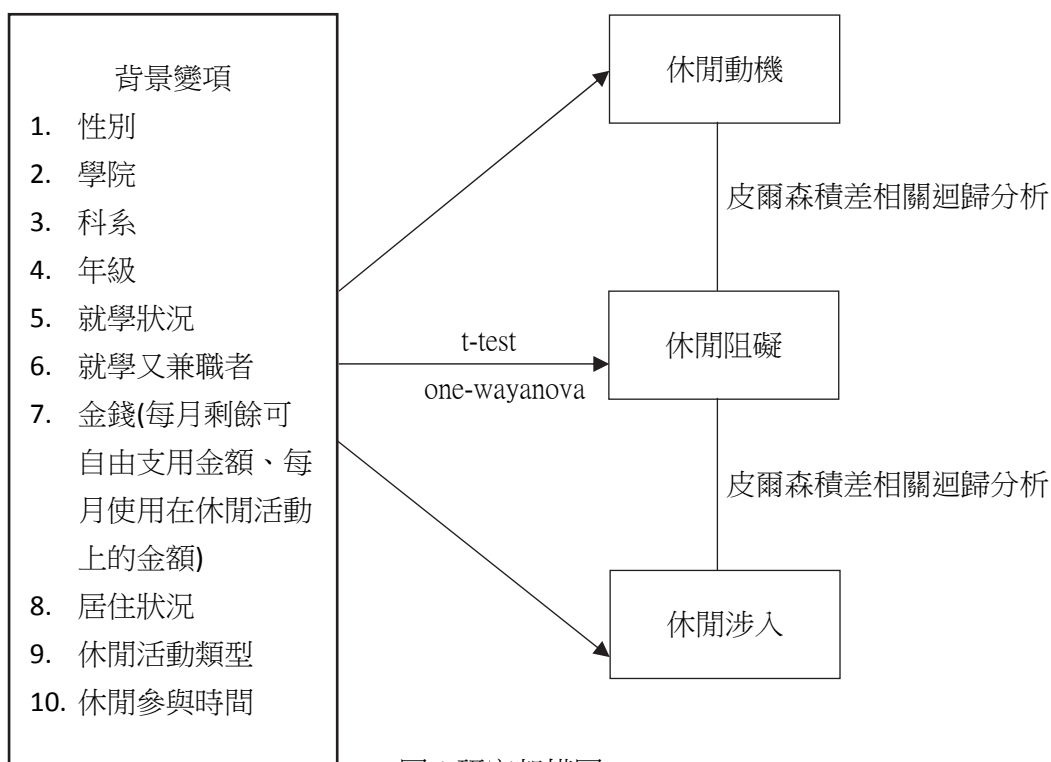 背景變項
1. 性別
2. 學院
3. 科系
4. 年級
5. 就學狀況
6. 就學又兼職者
7. 金錢(每月剩餘可
自由支用金額、每
月使用在休閒活動
上的金額)
8. 居住狀況
9. 休閒活動類型
10. 休閒參與時間
t-test
one-wayanova
休閒動機
皮爾森積差相關迴歸分析
休閒阻礙
皮爾森積差相關迴歸分析
休閒涉入